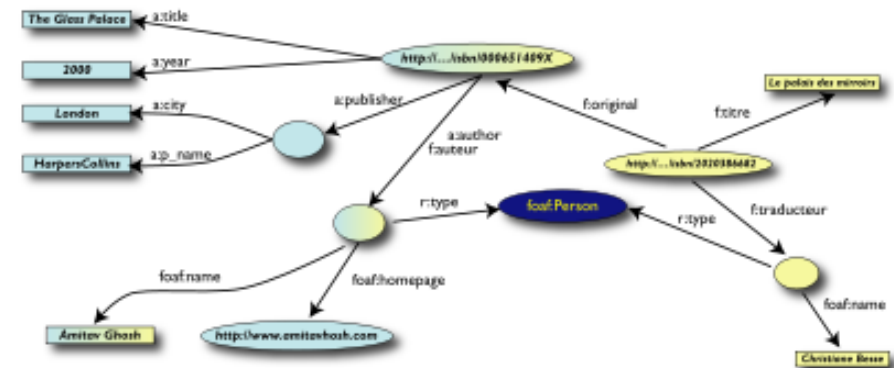 The Glass Palace
a:title
http://...isbn/000651409X
2000
a:year
Le palais des mirroirs
London
a:city
a:publisher
f:original
f:titre
a:author
f:auteur
HarpersCollins
a:p_name
http://...isbn/2020386682
r:type
foaf:Person
r:type
f:traducteur
foaf:name
foaf:homepage
foaf:name
Amitav Ghosh
http://www.amitavhosh.com
Christiane Besse